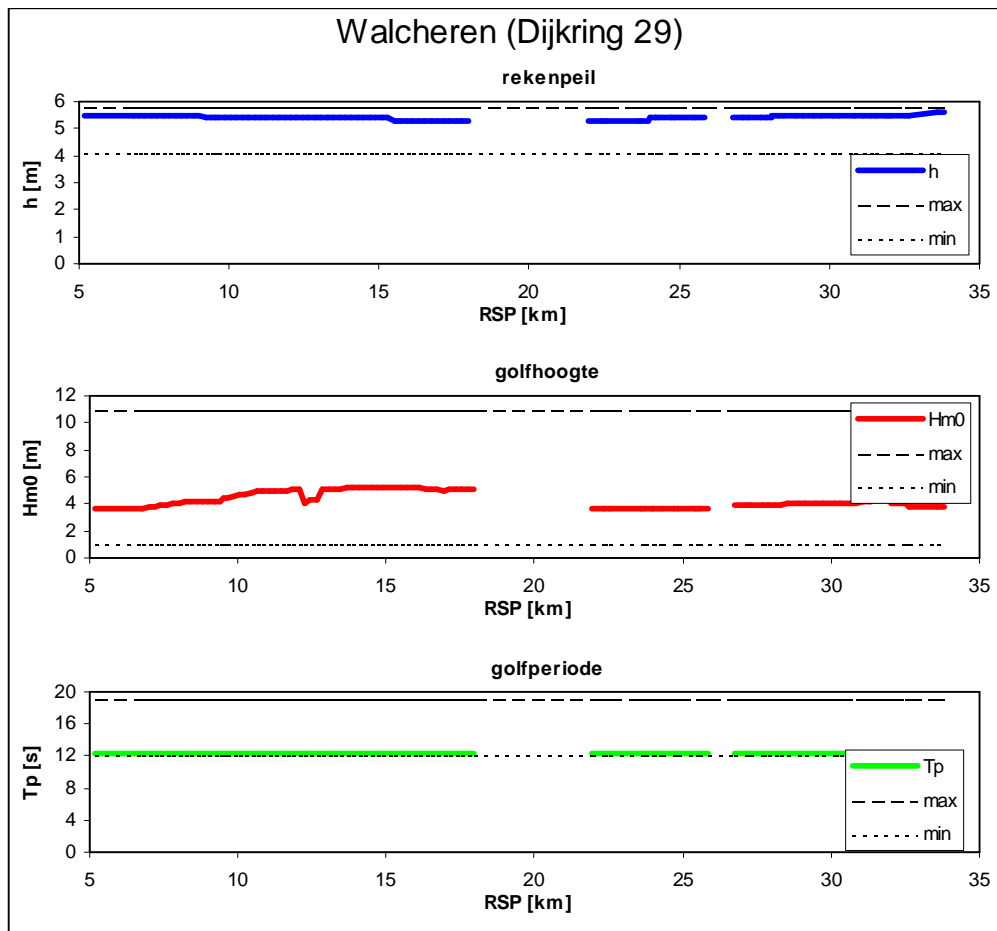 Walcheren (Dijkring 29)
rekenpeil
6
5
4
3
2
1
0
h [m]
h
max
min
5 10 15 20 25 30 35
RSP [km]
golfhoogte
12
10
8
6
4
2
0
Hm0 [m]
Hm0
max
min
5 10 15 20 25 30 35
RSP [km]
golfperiode
20
16
12
8
4
0
Tp [s]
Tp
max
min
5 10 15 20 25 30 35
RSP [km]